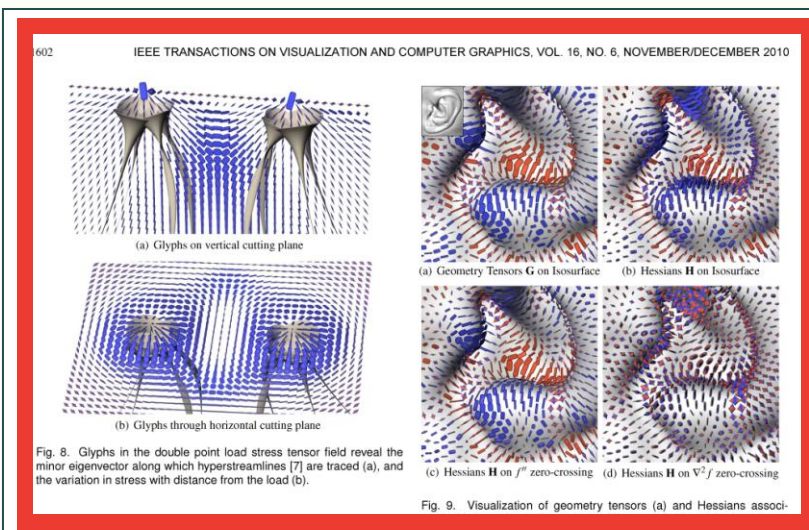 1602 IEEE TRANSACTIONS ON VISUALIZATION AND COMPUTER GRAPHICS, VOL. 16, NO. 6, NOVEMBER/DECEMBER 2010
(a) Glyphs on vertical cutting plane
(b) Glyphs through horizontal cutting plane
Fig. 8. Glyphs in the double point load stress tensor field reveal the
minor eigenvector along which hyperstreamlines [7] are traced (a), and
the variation in stress with distance from the load (b).
(a) Geometry Tensors G on Isosurface
(b) Hessians H on Isosurface
(c) Hessians H on f″ zero-crossing
(d) Hessians H on ∇²f zero-crossing
Fig. 9. Visualization of geometry tensors (a) and Hessians associ-